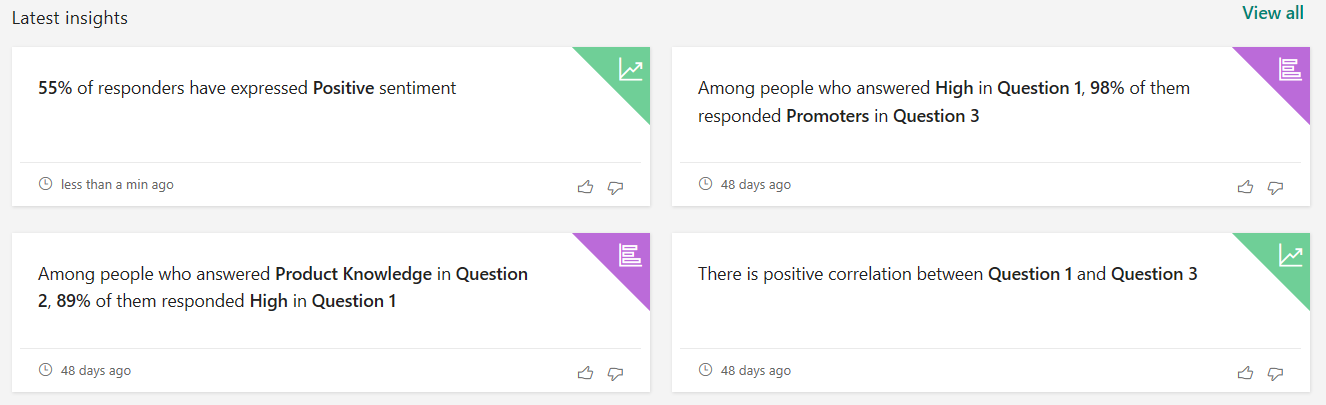 Latest insights
View all
55% of responders have expressed Positive sentiment
less than a min ago
Among people who answered High in Question 1, 98% of them
responded Promoters in Question 3
48 days ago
Among people who answered Product Knowledge in Question
2, 89% of them responded High in Question 1
48 days ago
There is positive correlation between Question 1 and Question 3
48 days ago